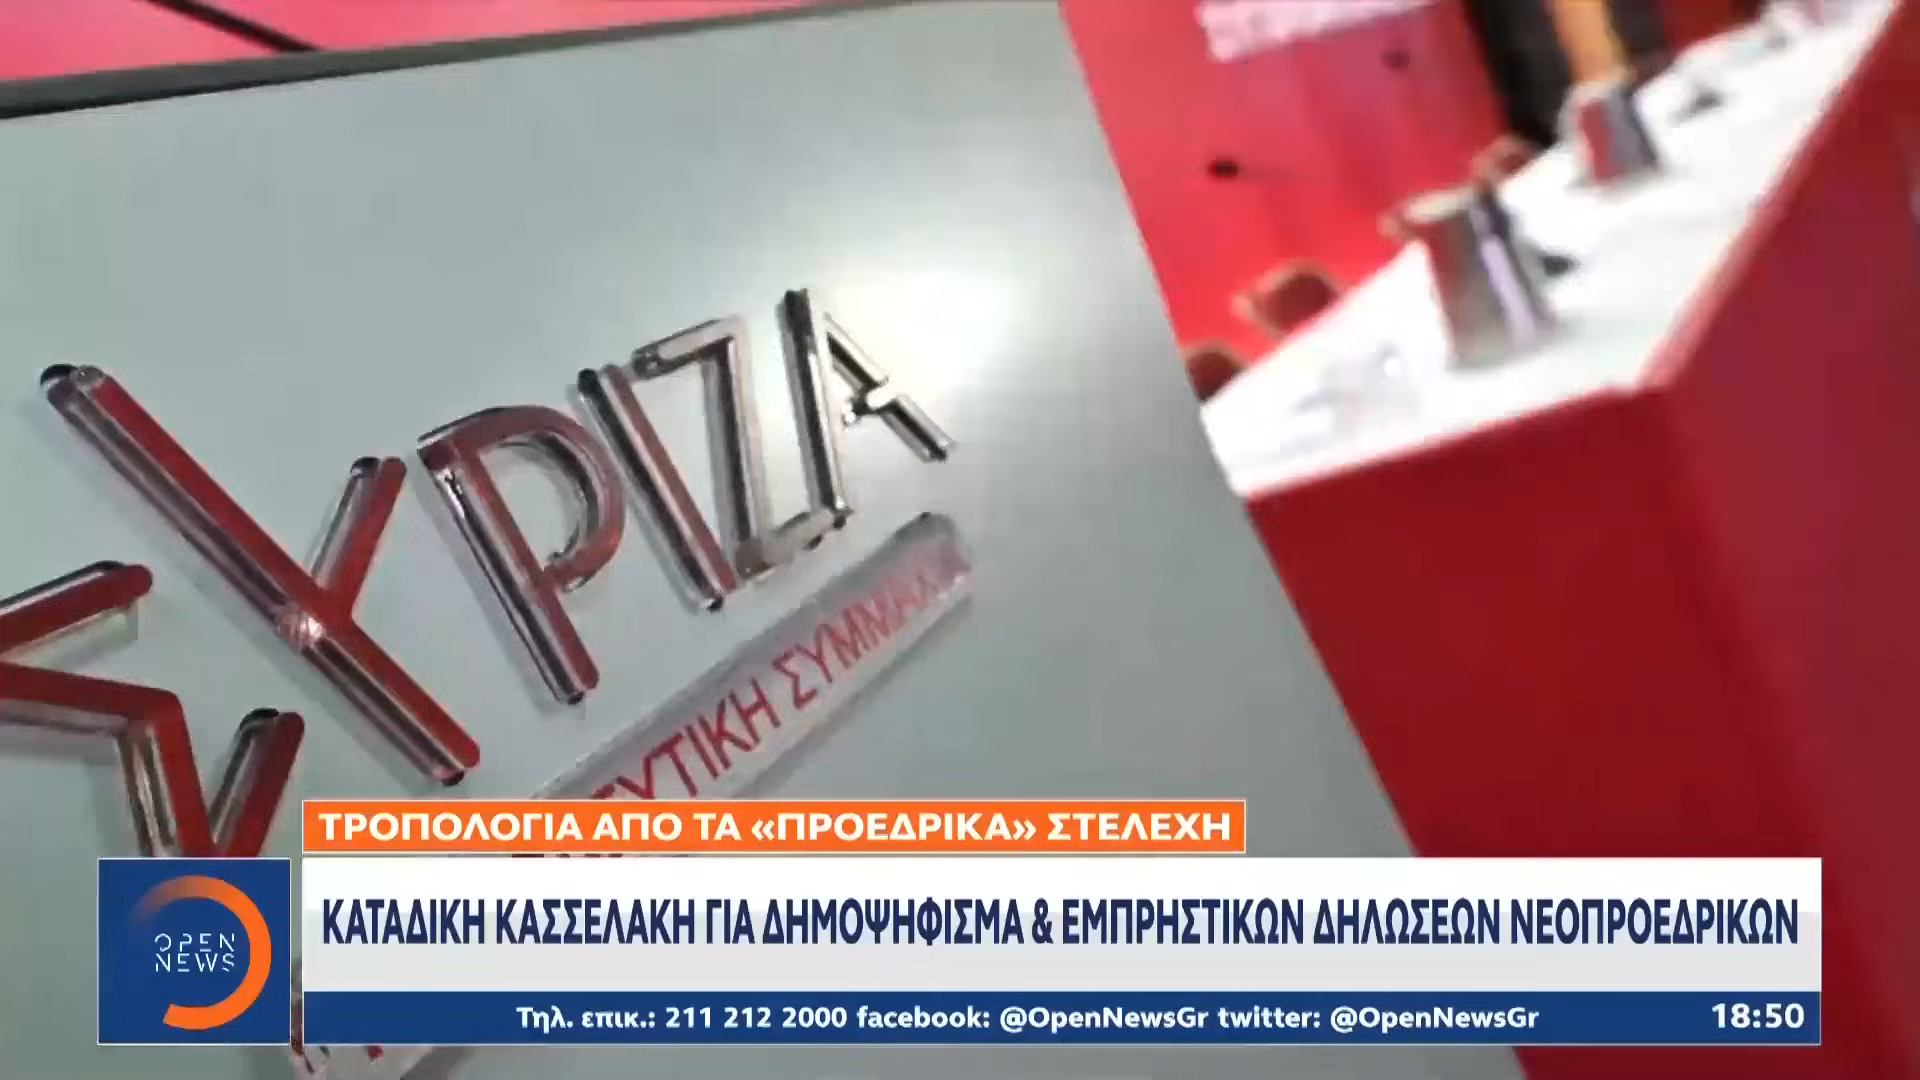 ΣΥΡΙΖΑ
ΣΥΜΜΑΧΙΑ
ΤΡΟΠΟΛΟΓΙΑ ΑΠΟ ΤΑ «ΠΡΟΕΔΡΙΚΑ» ΣΤΕΛΕΧΗ
ΚΑΤΑΔΙΚΗ ΚΑΣΣΕΛΑΚΗ ΓΙΑ ΔΗΜΟΨΗΦΙΣΜΑ & ΕΜΠΡΗΣΤΙΚΩΝ ΔΗΛΩΣΕΩΝ ΝΕΟΠΡΟΕΔΡΙΚΩΝ
OPEN
NEWS
Τηλ. επικ.: 211 212 2000 facebook: @OpenNewsGr twitter: @OpenNewsGr 18:50